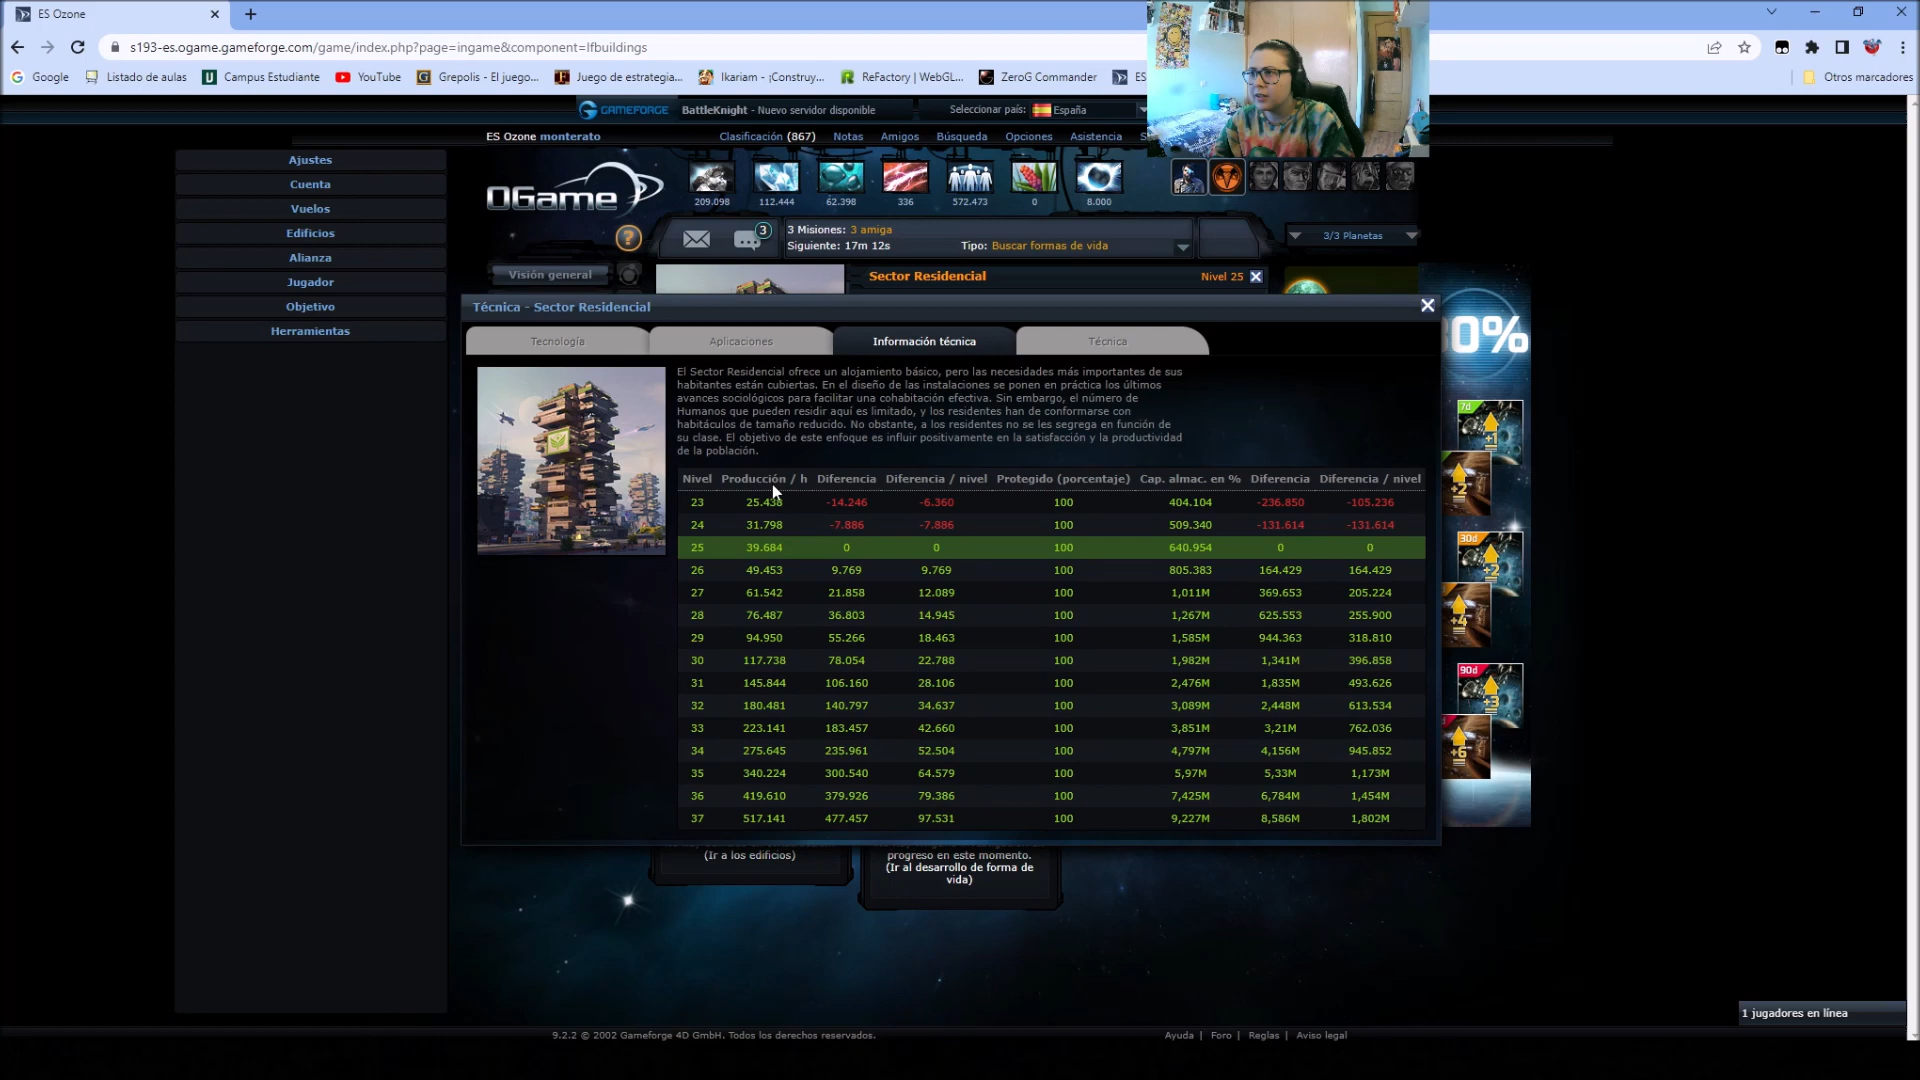 ES Ozone
s193-es.ogame.gameforge.com/game/index.php?page=ingame&component=lfbuildings
Google
Listado de aulas
Campus Estudiante
YouTube
Grepolis - El juego...
Juego de estrategia...
Ikariam - ¡Construy...
ReFactory | WebGL...
ZeroG Commander
ES
Otros marcadores
GAMEFORGE
BattleKnight - Nuevo servidor disponible
Seleccionar país:
España
ES Ozone monterato
Clasificación (867)
Notas
Amigos
Búsqueda
Opciones
Asistencia
S
Ajustes
Cuenta
Vuelos
Edificios
Alianza
Jugador
Objetivo
Herramientas
OGame
209.098
112.444
62.398
336
572.473
0
8.000
?
3
3 Misiones: 3 amiga
Siguiente: 17m 12s
Tipo: Buscar formas de vida
3/3 Planetas
Visión general
Sector Residencial
Nivel 25
Técnica - Sector Residencial
Tecnología
Aplicaciones
Información técnica
Técnica
El Sector Residencial ofrece un alojamiento básico, pero las necesidades más importantes de sus
habitantes están cubiertas. En el diseño de las instalaciones se ponen en práctica los últimos
avances sociológicos para facilitar una cohabitación efectiva. Sin embargo, el número de
Humanos que pueden residir aquí es limitado, y los residentes han de conformarse con
habitáculos de tamaño reducido. No obstante, a los residentes no se les segrega en función de
su clase. El objetivo de este enfoque es influir positivamente en la satisfacción y la productividad
de la población.
Nivel Producción / h Diferencia Diferencia / nivel Protegido (porcentaje) Cap. almac. en % Diferencia Diferencia / nivel
23 25.438 -14.246 -6.360 100 404.104 -236.850 -105.236
24 31.798 -7.886 -7.886 100 509.340 -131.614 -131.614
25 39.684 0 0 100 640.954 0 0
26 49.453 9.769 9.769 100 805.383 164.429 164.429
27 61.542 21.858 12.089 100 1,011M 369.653 205.224
28 76.487 36.803 14.945 100 1,267M 625.553 255.900
29 94.950 55.266 18.463 100 1,585M 944.363 318.810
30 117.738 78.054 22.788 100 1,982M 1,341M 396.858
31 145.844 106.160 28.106 100 2,476M 1,835M 493.626
32 180.481 140.797 34.637 100 3,089M 2,448M 613.534
33 223.141 183.457 42.660 100 3,851M 3,21M 762.036
34 275.645 235.961 52.504 100 4,797M 4,156M 945.852
35 340.224 300.540 64.579 100 5,97M 5,33M 1,173M
36 419.610 379.926 79.386 100 7,425M 6,784M 1,454M
37 517.141 477.457 97.531 100 9,227M 8,586M 1,802M
0%
7d
+1
+2
30d
+2
+4
90d
+3
+6
(Ir a los edificios)
progreso en este momento.
(Ir al desarrollo de forma de
vida)
1 jugadores en línea
9.2.2 © 2002 Gameforge 4D GmbH. Todos los derechos reservados.
Ayuda | Foro | Reglas | Aviso legal